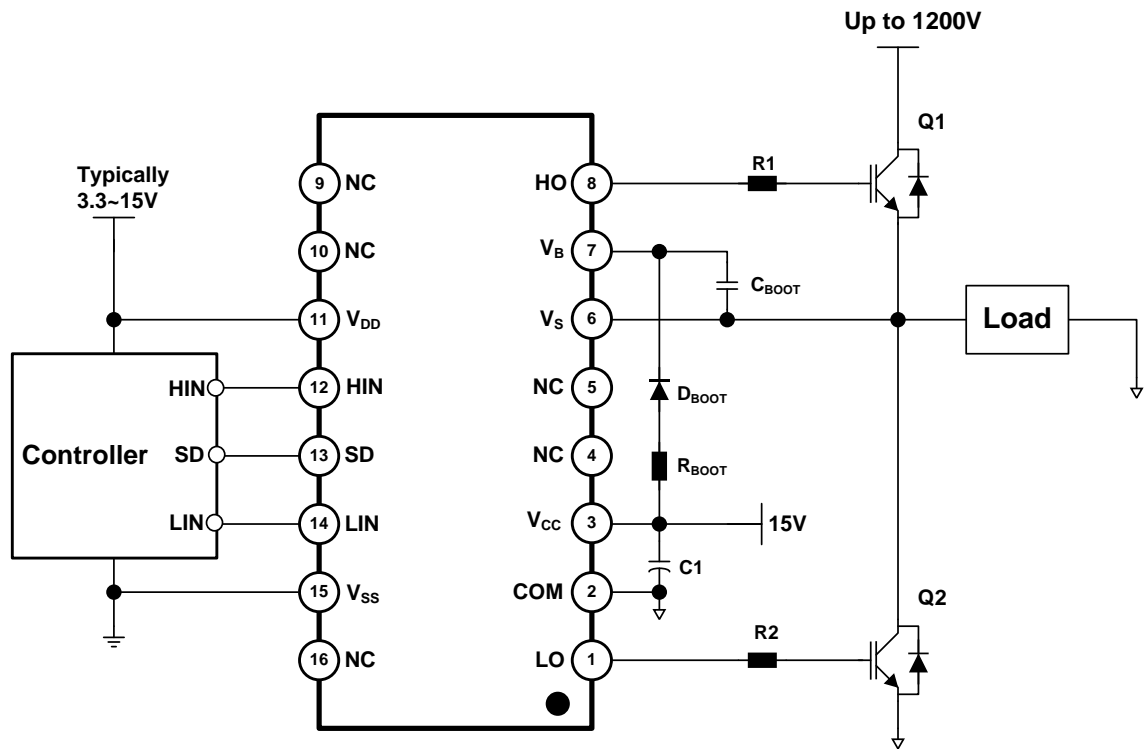 Up to 1200V
Q1
Typically
3.3~15V
9 NC
HO 8
R1
10 NC
VB 7
CBOOT
11 VDD
VS 6
Load
HIN
12 HIN
NC 5
DBOOT
Controller
SD
13 SD
NC 4
RBOOT
LIN
14 LIN
VCC 3
15V
C1
15 VSS
COM 2
Q2
16 NC
LO 1
R2